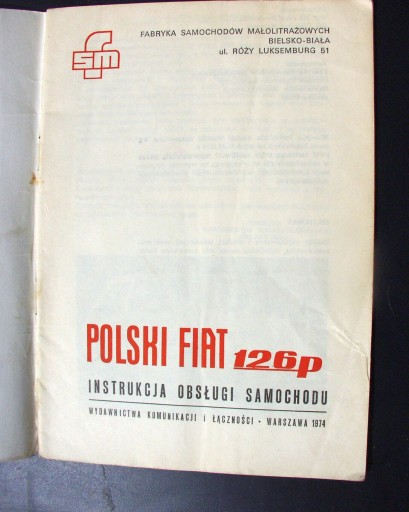 fsm
FABRYKA SAMOCHODÓW MAŁOLITRAŻOWYCH
BIELSKO-BIAŁA
ul. RÓŻY LUKSEMBURG 51
POLSKI FIAT 126p
INSTRUKCJA OBSŁUGI SAMOCHODU
WYDAWNICTWA KOMUNIKACJI I ŁĄCZNOŚCI • WARSZAWA 1974